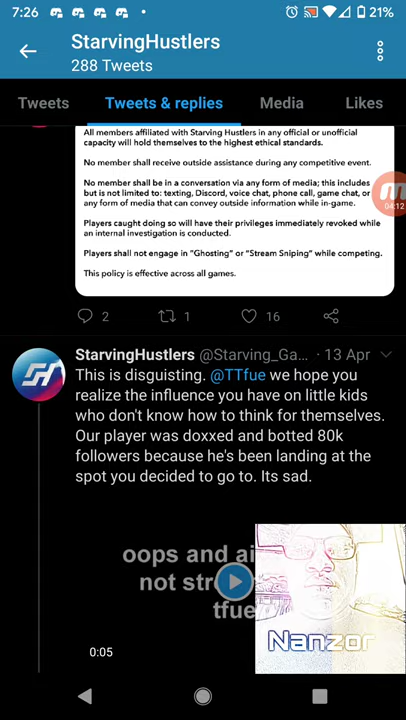 7:26
21%
StarvingHustlers
288 Tweets
Tweets
Tweets & replies
Media
Likes
All members affiliated with Starving Hustlers in any official or unofficial
capacity will hold themselves to the highest ethical standards.
No member shall receive outside assistance during any competitive event.
No member shall be in a conversation via any form of media; this includes
but is not limited to: texting, Discord, voice chat, phone call, game chat, or
any form of media that can convey outside information while in-game.
Players caught doing so will have their privileges immediately revoked while
an internal investigation is conducted.
Players shall not engage in "Ghosting" or "Stream Sniping" while competing.
This policy is effective across all games.
04:12
2
1
16
StarvingHustlers @Starving_Ga... · 13 Apr
This is disgusting. @TTfue we hope you
realize the influence you have on little kids
who don't know how to think for themselves.
Our player was doxxed and botted 80k
followers because he's been landing at the
spot you decided to go to. Its sad.
oops and
not
tfue
0:05
Nanzor